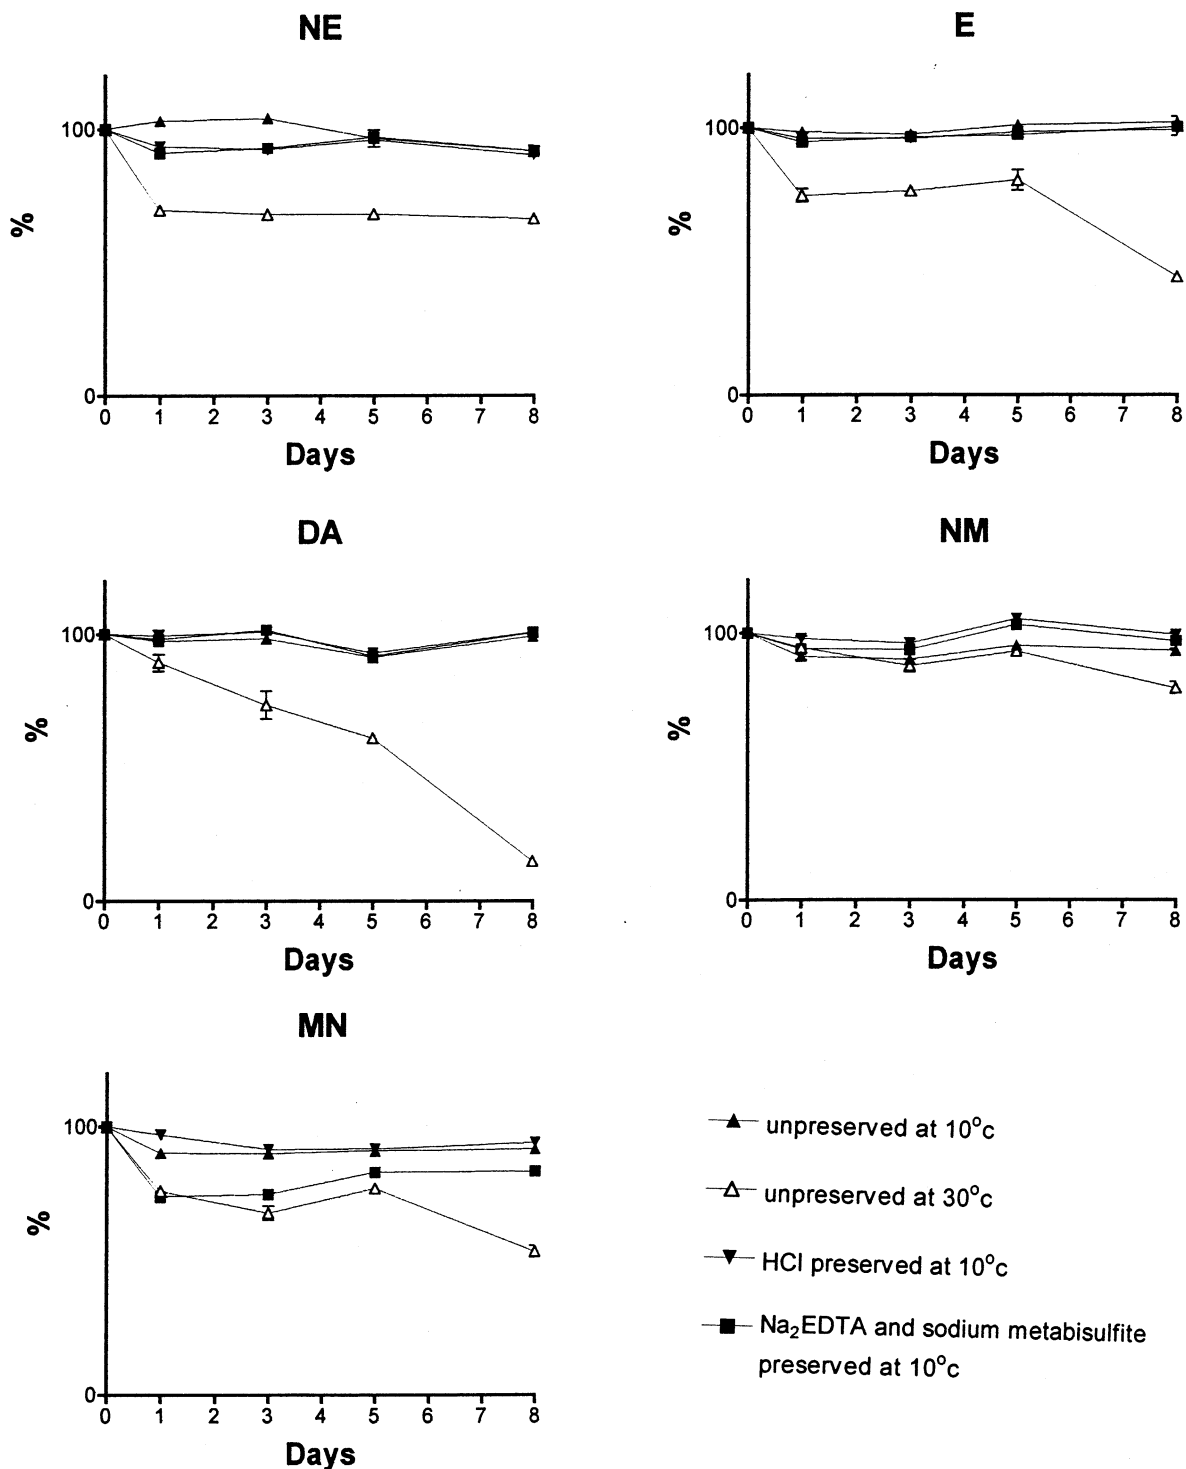 NE
%
100
0
0 1 2 3 4 5 6 7 8
Days
E
%
100
0
0 1 2 3 4 5 6 7 8
Days
DA
%
100
0
0 1 2 3 4 5 6 7 8
Days
NM
%
100
0
0 1 2 3 4 5 6 7 8
Days
MN
%
100
0
0 1 2 3 4 5 6 7 8
Days
unpreserved at 10°c
unpreserved at 30°c
HCl preserved at 10°c
Na₂EDTA and sodium metabisulfite
preserved at 10°c